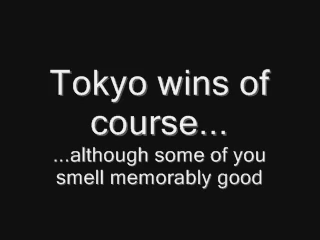 Tokyo wins of
course...
...although some of you
smell memorably good